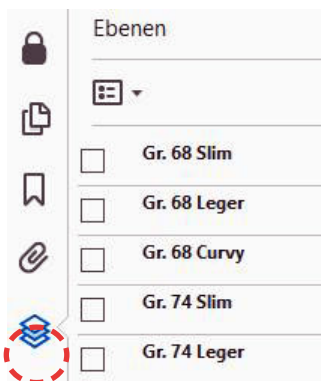 Ebenen
Gr. 68 Slim
Gr. 68 Leger
Gr. 68 Curvy
Gr. 74 Slim
Gr. 74 Leger